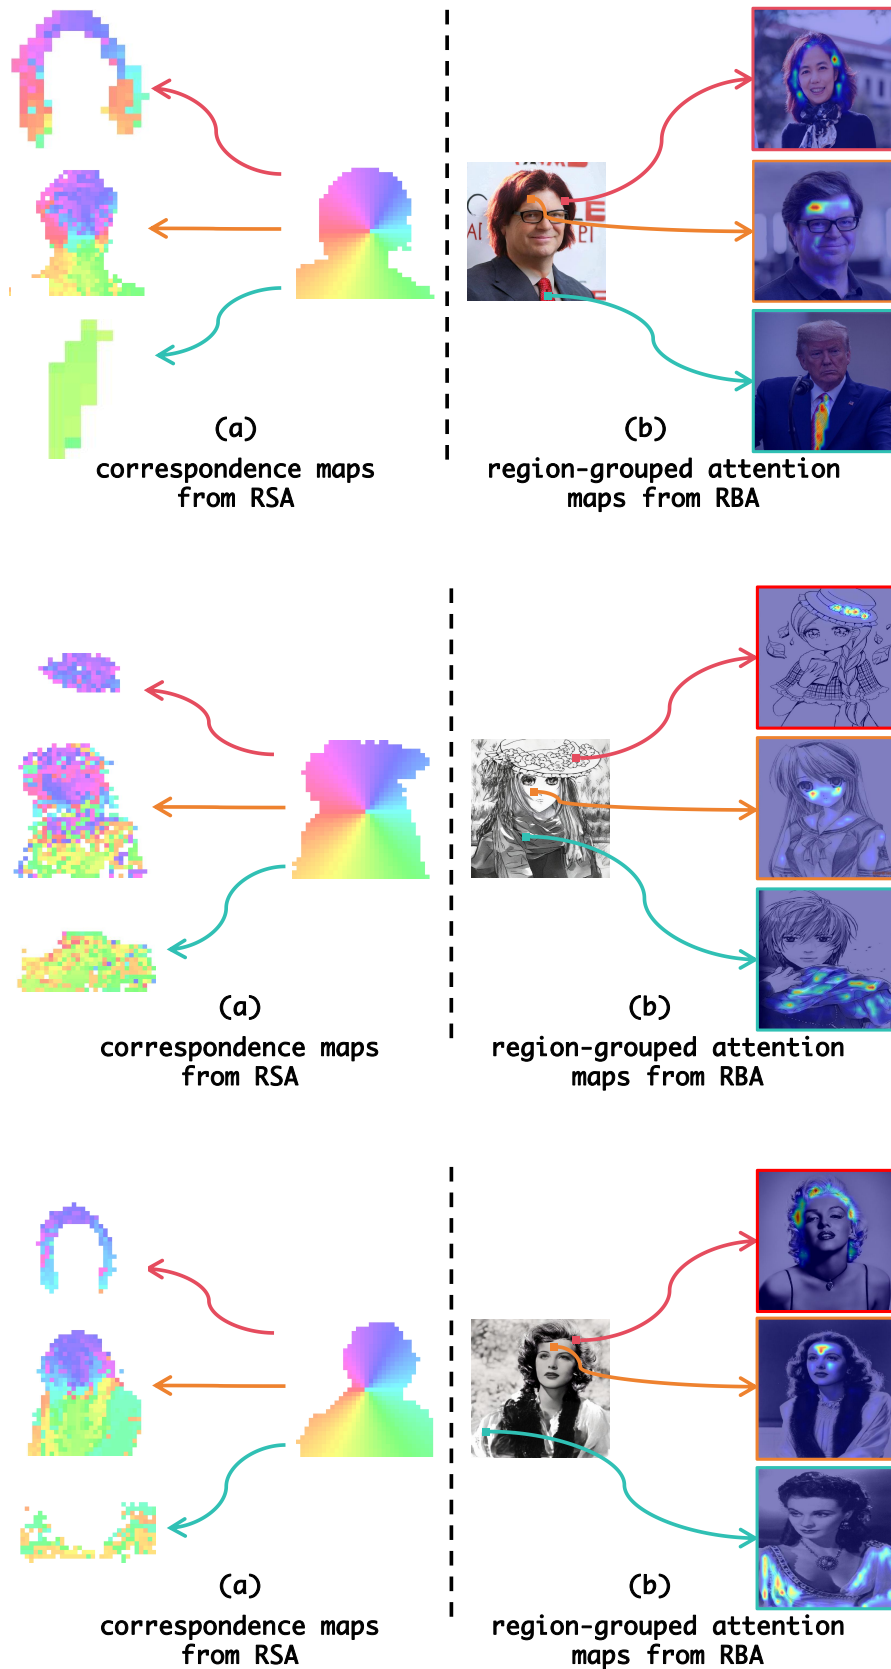 (a)
correspondence maps
from RSA
(b)
region-grouped attention
maps from RBA
(a)
correspondence maps
from RSA
(b)
region-grouped attention
maps from RBA
(a)
correspondence maps
from RSA
(b)
region-grouped attention
maps from RBA